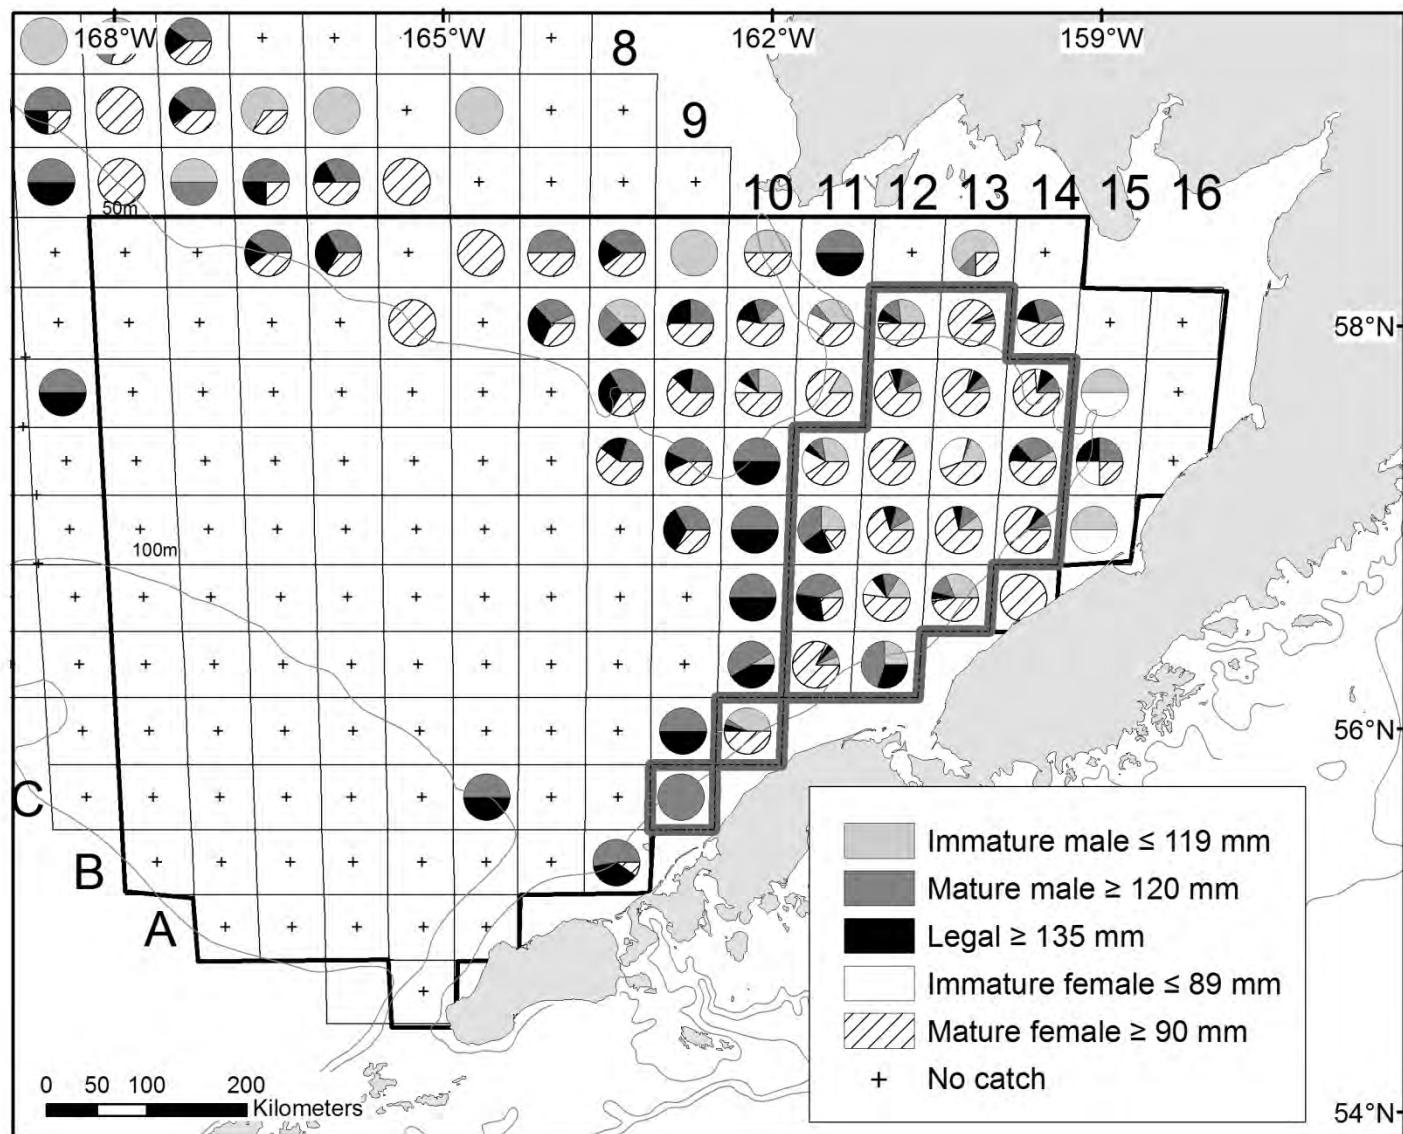 168°W 165°W 162°W 159°W
8
9
10 11 12 13 14 15 16
50m
58°N
100m
56°N
C
B
A
Immature male ≤ 119 mm
Mature male ≥ 120 mm
Legal ≥ 135 mm
Immature female ≤ 89 mm
Mature female ≥ 90 mm
No catch
0 50 100 200
Kilometers
54°N